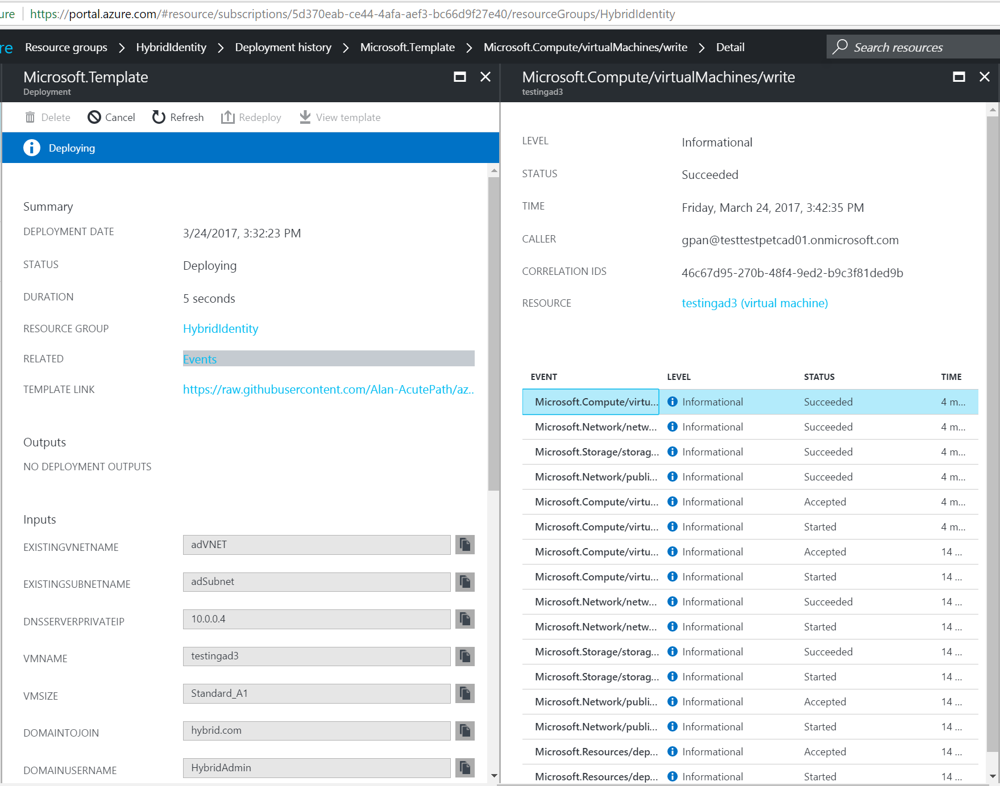 ure https://portal.azure.com/#resource/subscriptions/5d370eab-ce44-4afa-aef3-bc66d9f27e40/resourceGroups/HybridIdentity
re Resource groups > HybridIdentity > Deployment history > Microsoft.Template > Microsoft.Compute/virtualMachines/write > Detail
Search resources
Microsoft.Template
Deployment
Delete Cancel Refresh Redeploy View template
Deploying
Summary
DEPLOYMENT DATE 3/24/2017, 3:32:23 PM
STATUS Deploying
DURATION 5 seconds
RESOURCE GROUP HybridIdentity
RELATED Events
TEMPLATE LINK https://raw.githubusercontent.com/Alan-AcutePath/az..
Outputs
NO DEPLOYMENT OUTPUTS
Inputs
EXISTINGVNETNAME adVNET
EXISTINGSUBNETNAME adSubnet
DNSSERVERPRIVATEIP 10.0.0.4
VMNAME testingad3
VMSIZE Standard_A1
DOMAINTOJOIN hybrid.com
DOMAINUSERNAME HybridAdmin
Microsoft.Compute/virtualMachines/write
testingad3
LEVEL Informational
STATUS Succeeded
TIME Friday, March 24, 2017, 3:42:35 PM
CALLER gpan@testtestpetcad01.onmicrosoft.com
CORRELATION IDS 46c67d95-270b-48f4-9ed2-b9c3f81ded9b
RESOURCE testingad3 (virtual machine)
EVENT LEVEL STATUS TIME
Microsoft.Compute/virtu... Informational Succeeded 4 m...
Microsoft.Network/netw... Informational Succeeded 4 m...
Microsoft.Storage/storag... Informational Succeeded 4 m...
Microsoft.Network/publi... Informational Succeeded 4 m...
Microsoft.Compute/virtu... Informational Accepted 4 m...
Microsoft.Compute/virtu... Informational Started 4 m...
Microsoft.Compute/virtu... Informational Accepted 14 ...
Microsoft.Compute/virtu... Informational Started 14 ...
Microsoft.Network/netw... Informational Succeeded 14 ...
Microsoft.Network/netw... Informational Started 14 ...
Microsoft.Storage/storag... Informational Succeeded 14 ...
Microsoft.Storage/storag... Informational Started 14 ...
Microsoft.Network/publi... Informational Accepted 14 ...
Microsoft.Network/publi... Informational Started 14 ...
Microsoft.Resources/dep... Informational Accepted 14 ...
Microsoft.Resources/dep... Informational Started 14 ...